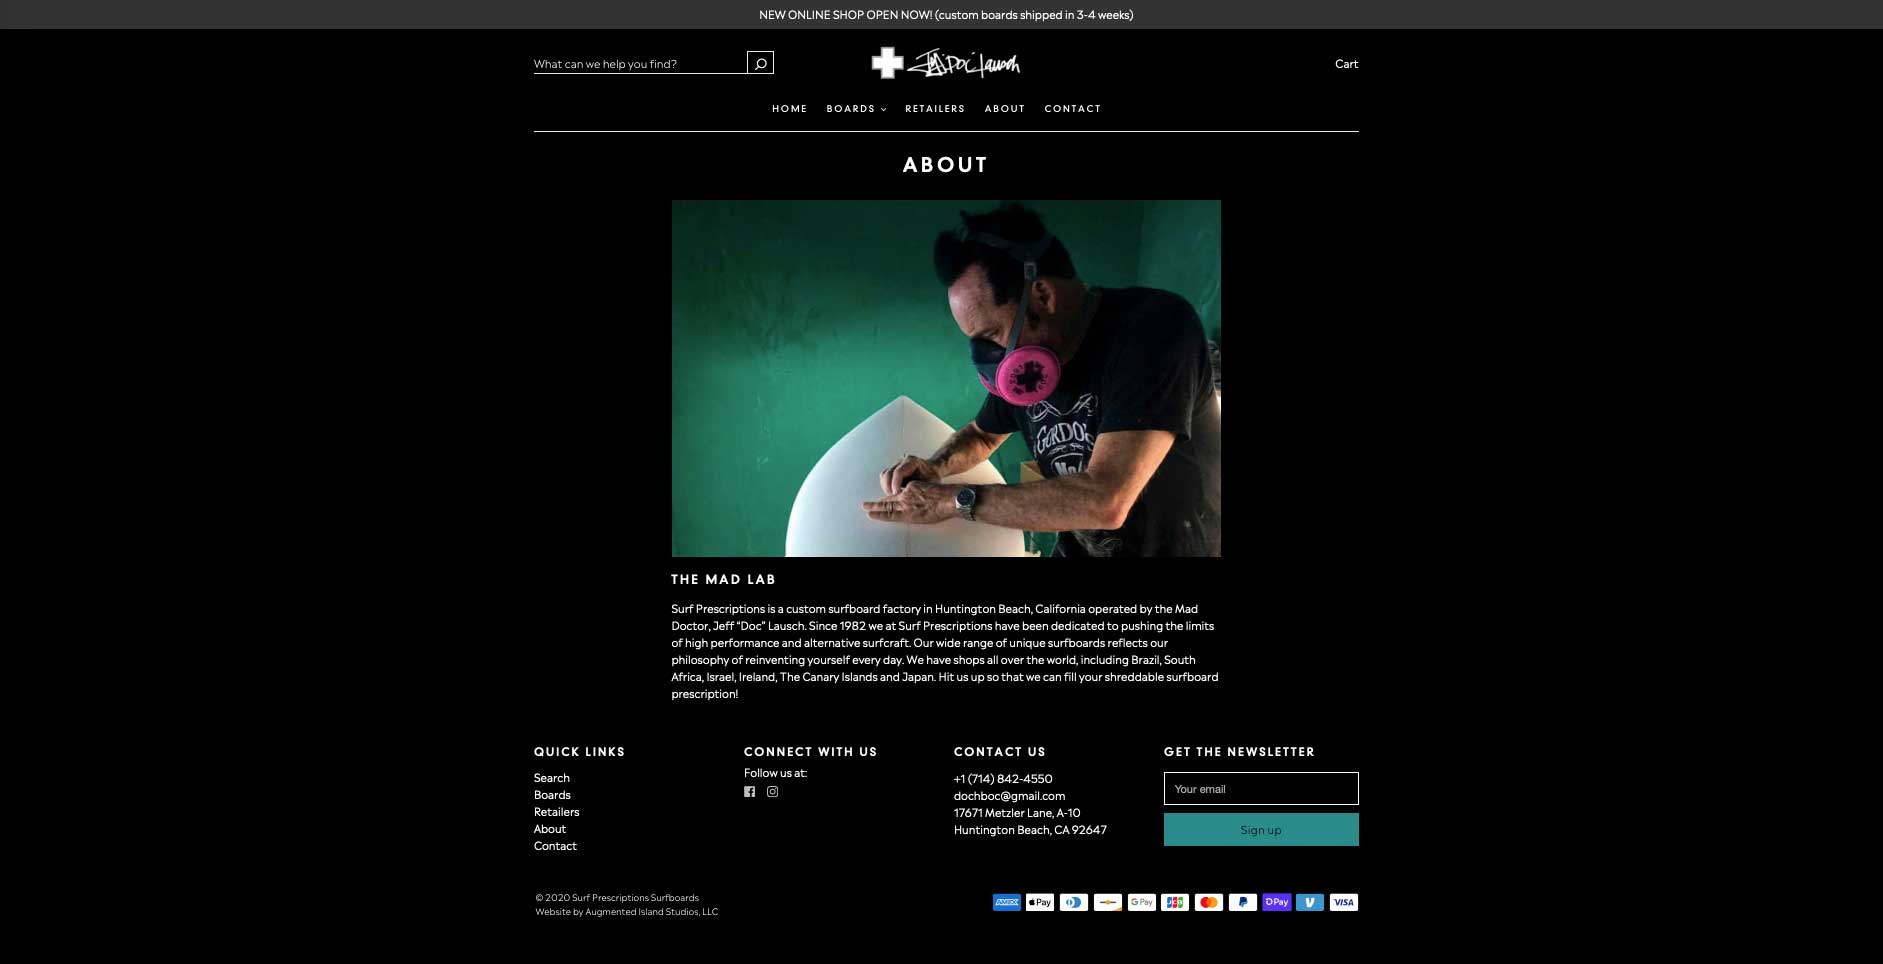 NEW ONLINE SHOP OPEN NOW! (custom boards shipped in 3-4 weeks)
What can we help you find?
Jeff "Doc" Lausch
Cart
HOME BOARDS RETAILERS ABOUT CONTACT
ABOUT
GORDO
THE MAD LAB
Surf Prescriptions is a custom surfboard factory in Huntington Beach, California operated by the Mad
Doctor, Jeff “Doc” Lausch. Since 1982 we at Surf Prescriptions have been dedicated to pushing the limits
of high performance and alternative surfcraft. Our wide range of unique surfboards reflects our
philosophy of reinventing yourself every day. We have shops all over the world, including Brazil, South
Africa, Israel, Ireland, The Canary Islands and Japan. Hit us up so that we can fill your shreddable surfboard
prescription!
QUICK LINKS
Search
Boards
Retailers
About
Contact
CONNECT WITH US
Follow us at:
CONTACT US
+1 (714) 842-4550
dochboc@gmail.com
17671 Metzler Lane, A-10
Huntington Beach, CA 92647
GET THE NEWSLETTER
Your email
Sign up
© 2020 Surf Prescriptions Surfboards
Website by Augmented Island Studios, LLC
AMEX Pay G Pay JCB Pay VISA